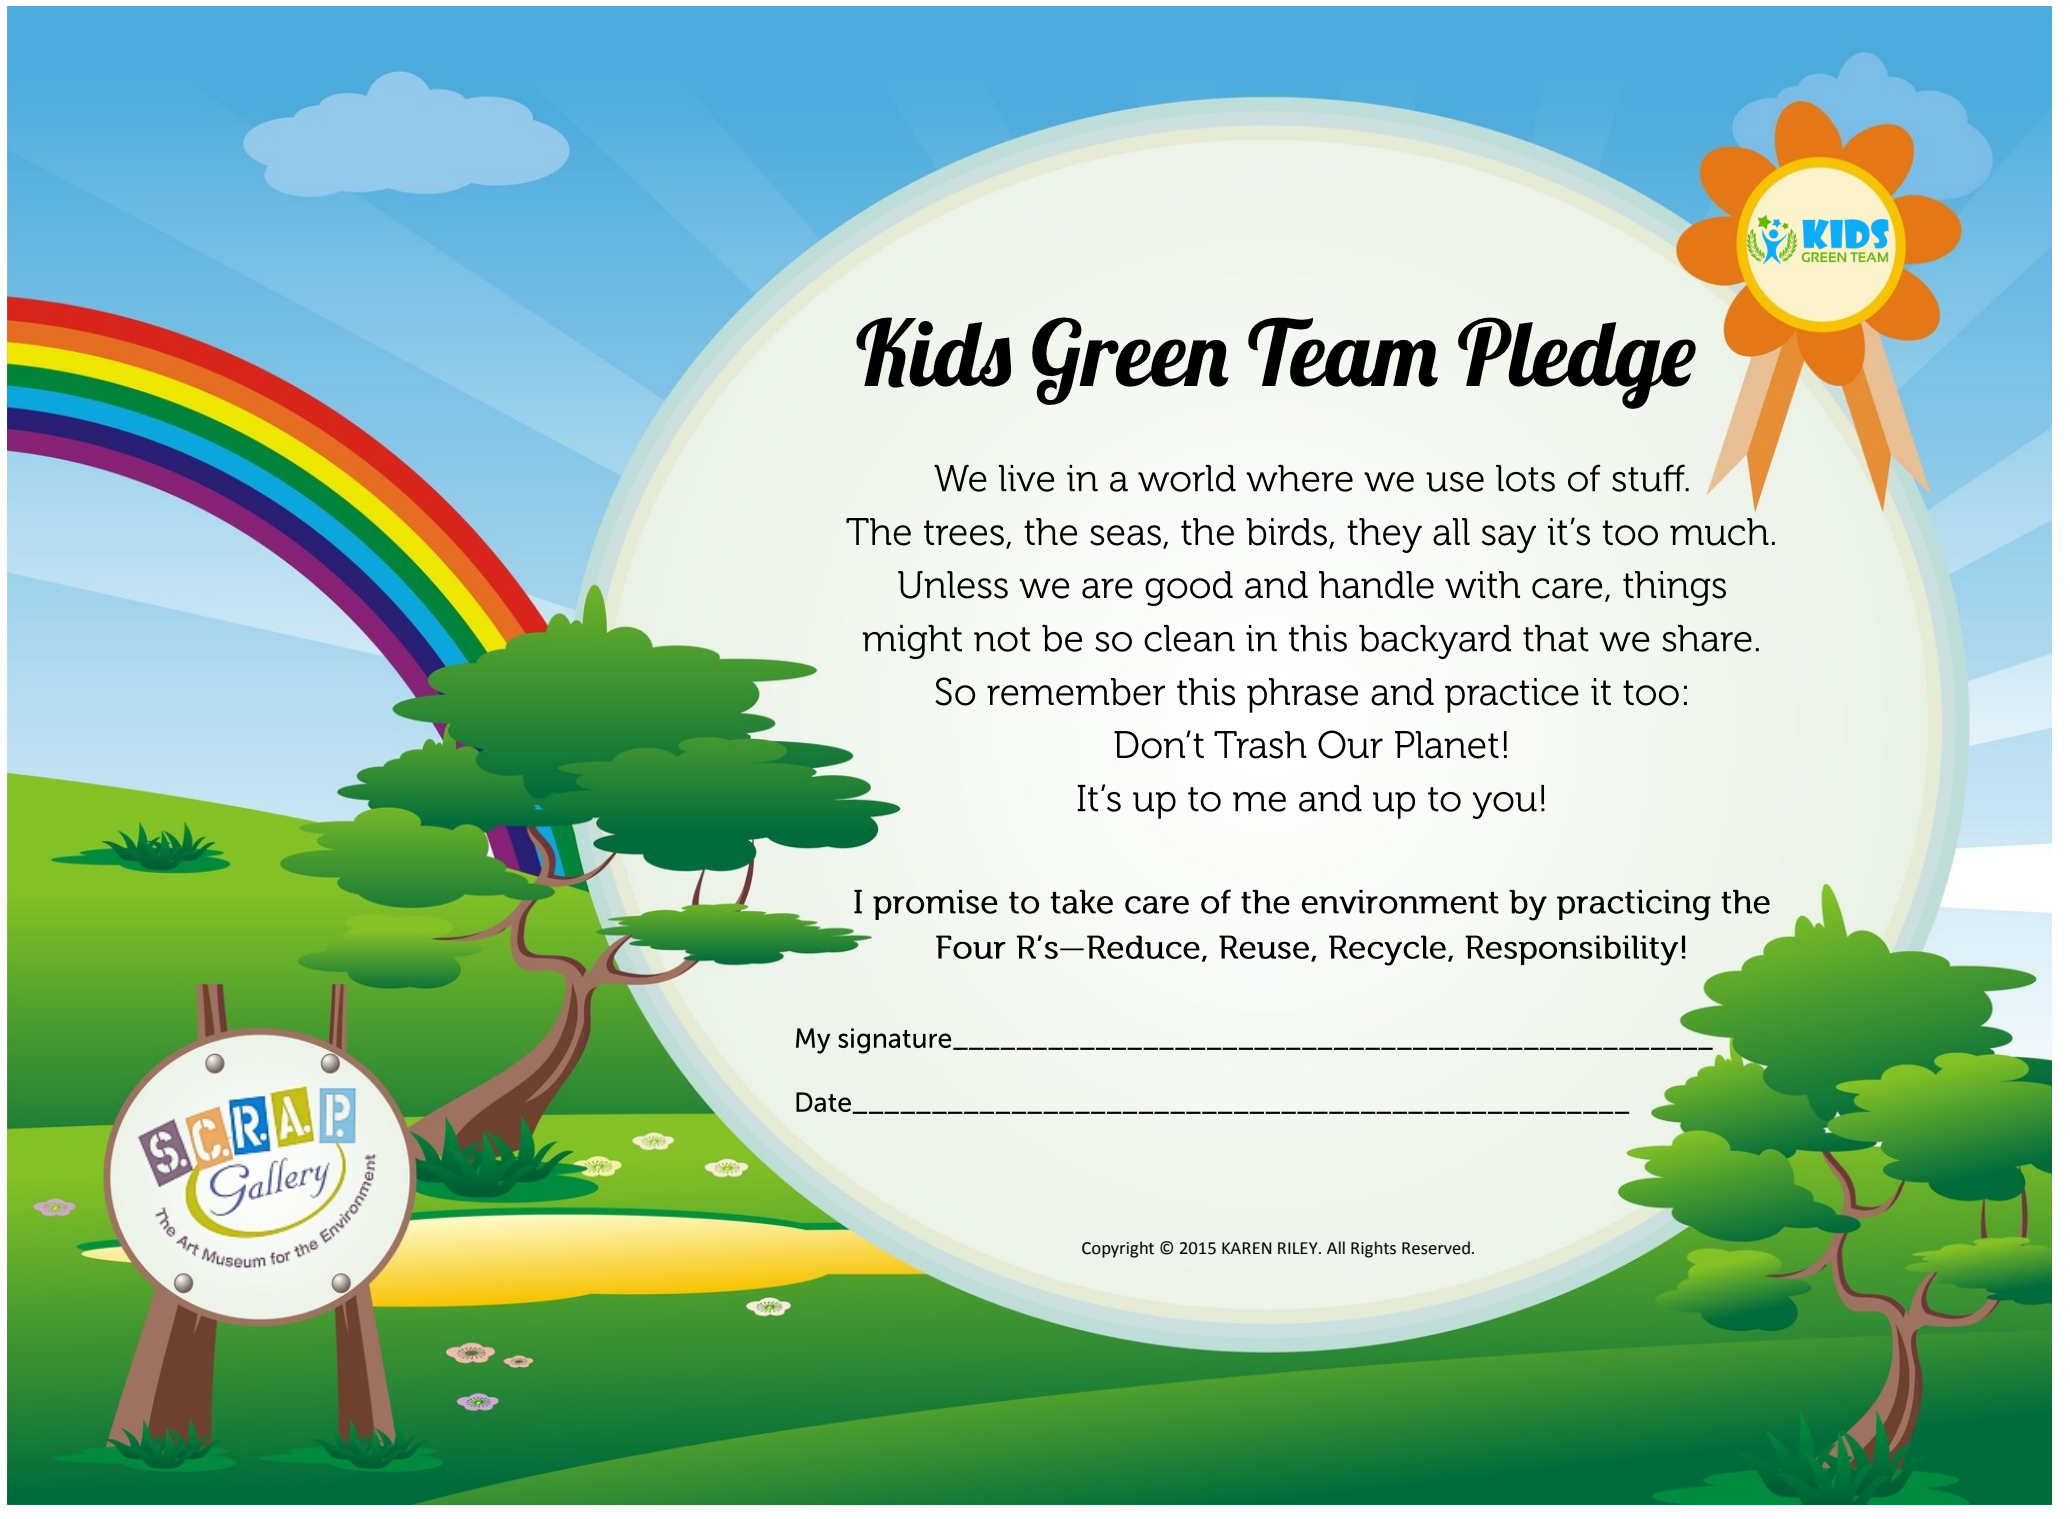 KIDS
GREEN TEAM
Kids Green Team Pledge
We live in a world where we use lots of stuff.
The trees, the seas, the birds, they all say it's too much.
Unless we are good and handle with care, things
might not be so clean in this backyard that we share.
So remember this phrase and practice it too:
Don't Trash Our Planet!
It's up to me and up to you!
I promise to take care of the environment by practicing the
Four R's—Reduce, Reuse, Recycle, Responsibility!
My signature________________________________________________
Date_________________________________________________
S.C.R.A.P.
Gallery
The Art Museum for the Environment
Copyright © 2015 KAREN RILEY. All Rights Reserved.